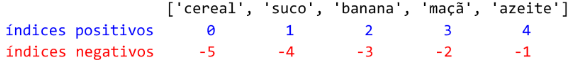 ['cereal', 'suco', 'banana', 'maçã', 'azeite']
índices positivos 0 1 2 3 4
índices negativos -5 -4 -3 -2 -1